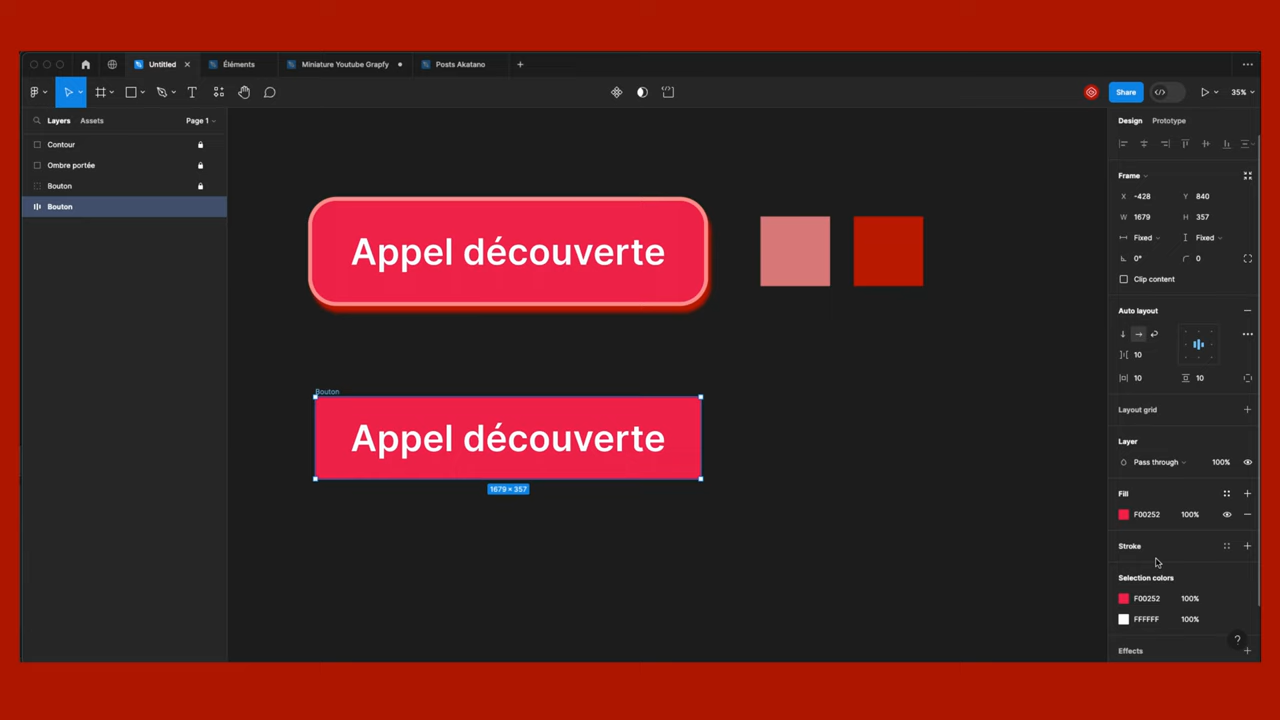 Untitled
Éléments
Miniature Youtube Grapfy
Posts Akatano
Share
35%
Layers
Assets
Page 1
Contour
Ombre portée
Bouton
Bouton
Appel découverte
Bouton
Appel découverte
1679 × 357
Design
Prototype
Frame
X -428
Y 840
W 1679
H 357
Fixed
Fixed
0°
0
Clip content
Auto layout
10
10
10
Layout grid
Layer
Pass through
100%
Fill
F00252
100%
Stroke
Selection colors
F00252
100%
FFFFFF
100%
Effects
?